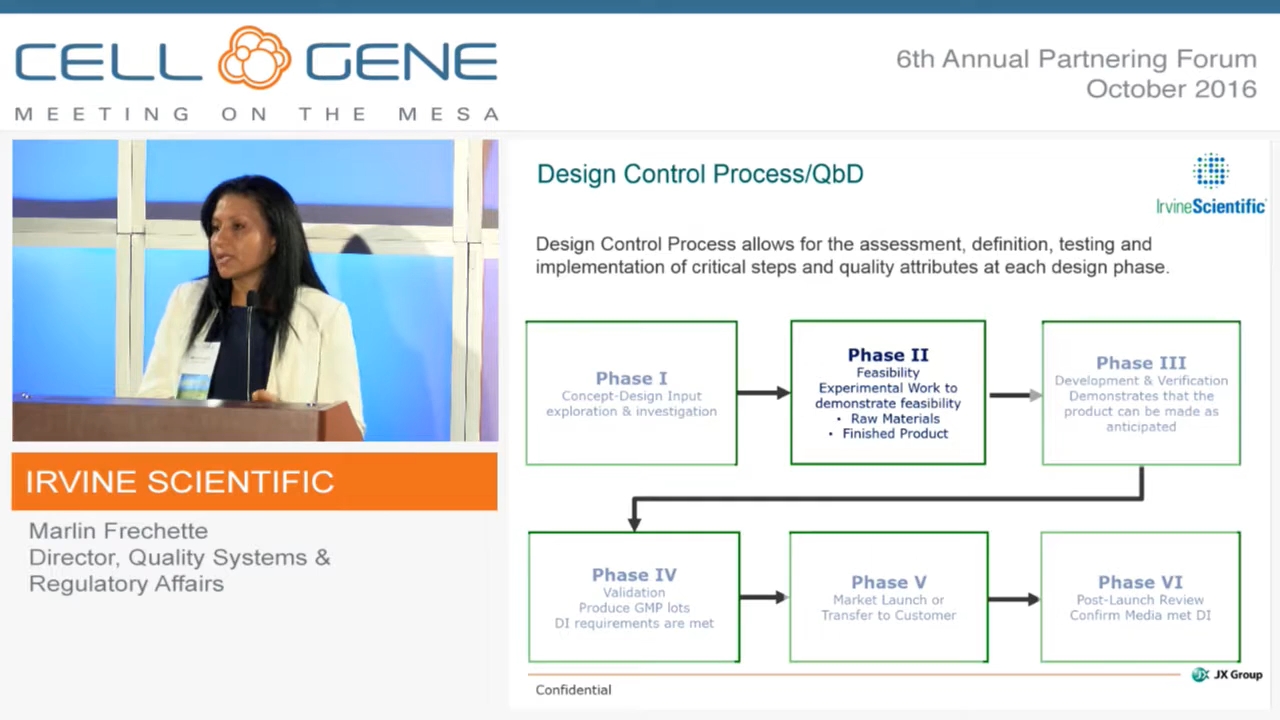 CELL GENE
MEETING ON THE MESA
6th Annual Partnering Forum
October 2016
IRVINE SCIENTIFIC
Marlin Frechette
Director, Quality Systems &
Regulatory Affairs
Design Control Process/QbD
IrvineScientific
Design Control Process allows for the assessment, definition, testing and
implementation of critical steps and quality attributes at each design phase.
Phase I
Concept-Design Input
exploration & investigation
Phase II
Feasibility
Experimental Work to
demonstrate feasibility
• Raw Materials
• Finished Product
Phase III
Development & Verification
Demonstrates that the
product can be made as
anticipated
Phase IV
Validation
Produce GMP lots
DI requirements are met
Phase V
Market Launch or
Transfer to Customer
Phase VI
Post-Launch Review
Confirm Media met DI
Confidential
JX JX Group